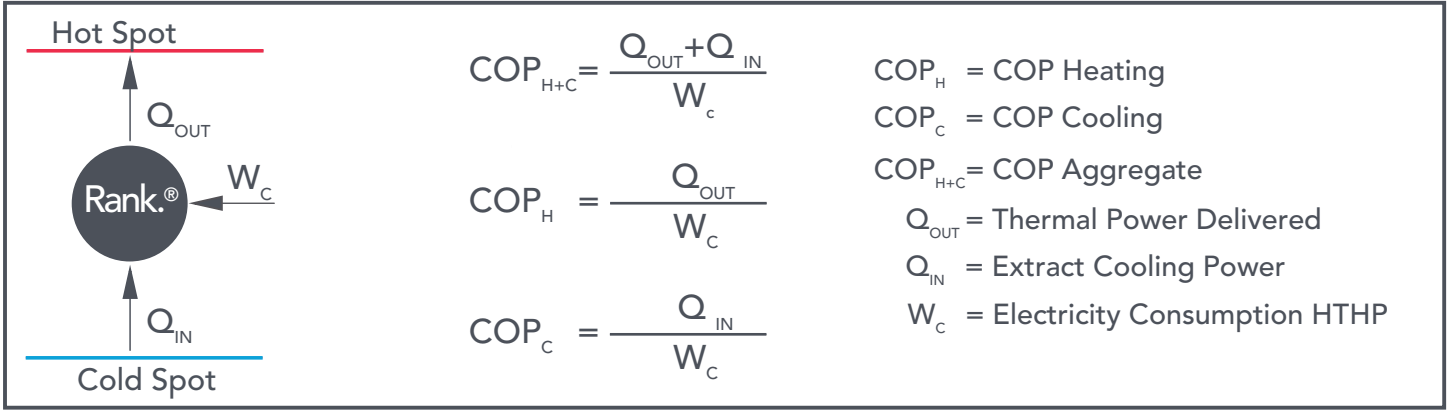 Hot Spot
Q_OUT
Rank.®
W_C
Q_IN
Cold Spot
COP_H+C = Q_OUT+Q_IN / W_c
COP_H = Q_OUT / W_C
COP_C = Q_IN / W_C
COP_H = COP Heating
COP_C = COP Cooling
COP_H+C = COP Aggregate
Q_OUT = Thermal Power Delivered
Q_IN = Extract Cooling Power
W_C = Electricity Consumption HTHP